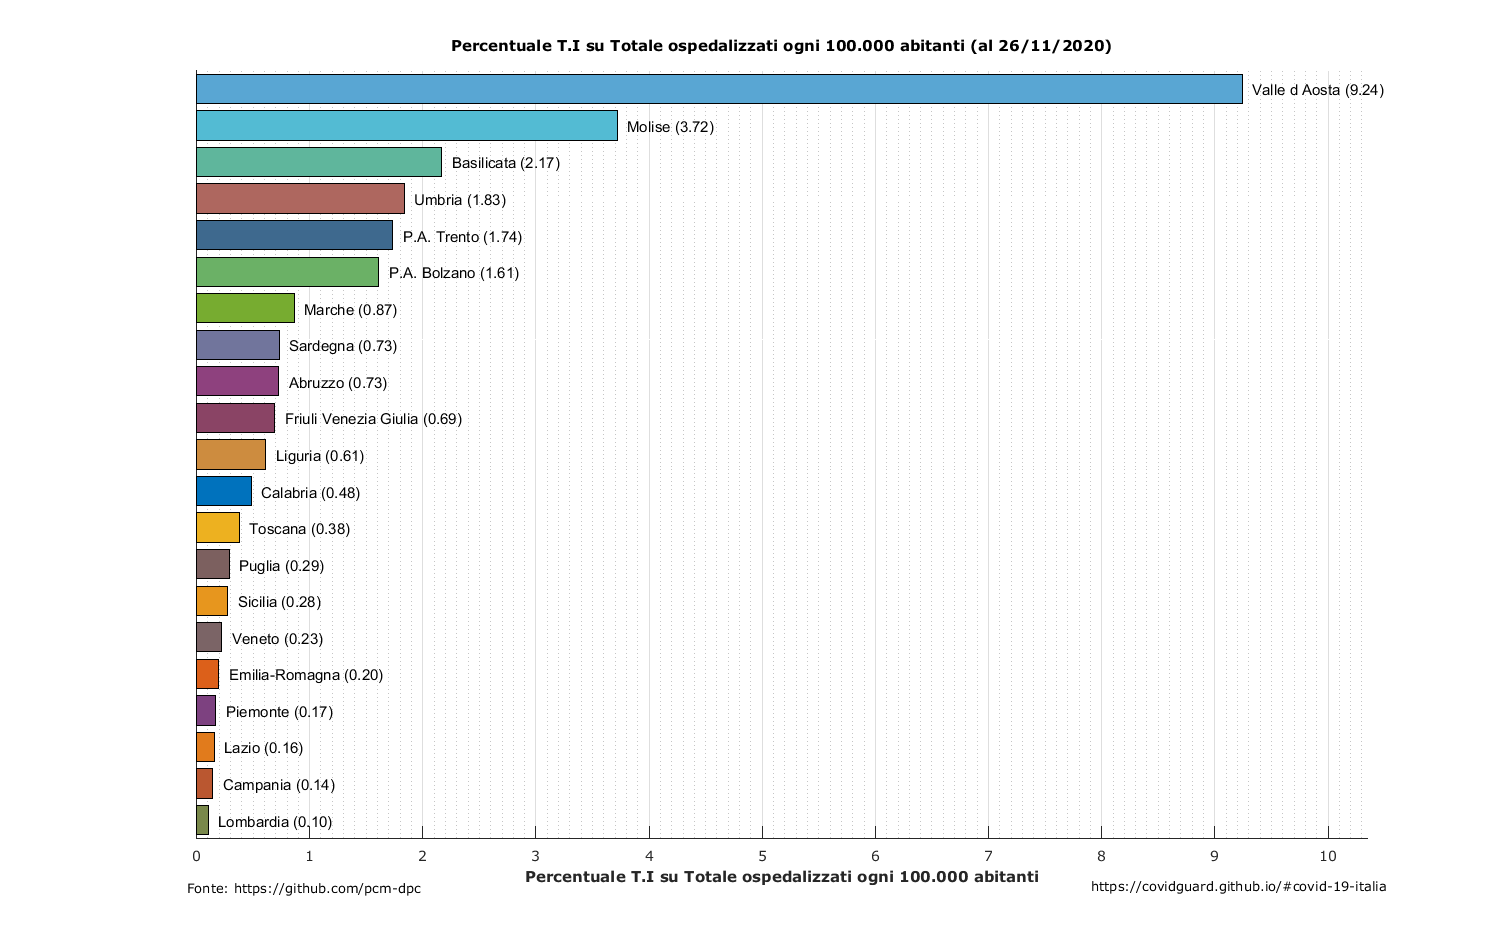 Percentuale T.I su Totale ospedalizzati ogni 100.000 abitanti (al 26/11/2020)
Valle d Aosta (9.24)
Molise (3.72)
Basilicata (2.17)
Umbria (1.83)
P.A. Trento (1.74)
P.A. Bolzano (1.61)
Marche (0.87)
Sardegna (0.73)
Abruzzo (0.73)
Friuli Venezia Giulia (0.69)
Liguria (0.61)
Calabria (0.48)
Toscana (0.38)
Puglia (0.29)
Sicilia (0.28)
Veneto (0.23)
Emilia-Romagna (0.20)
Piemonte (0.17)
Lazio (0.16)
Campania (0.14)
Lombardia (0.10)
0 1 2 3 4 5 6 7 8 9 10
Percentuale T.I su Totale ospedalizzati ogni 100.000 abitanti
Fonte: https://github.com/pcm-dpc
https://covidguard.github.io/#covid-19-italia